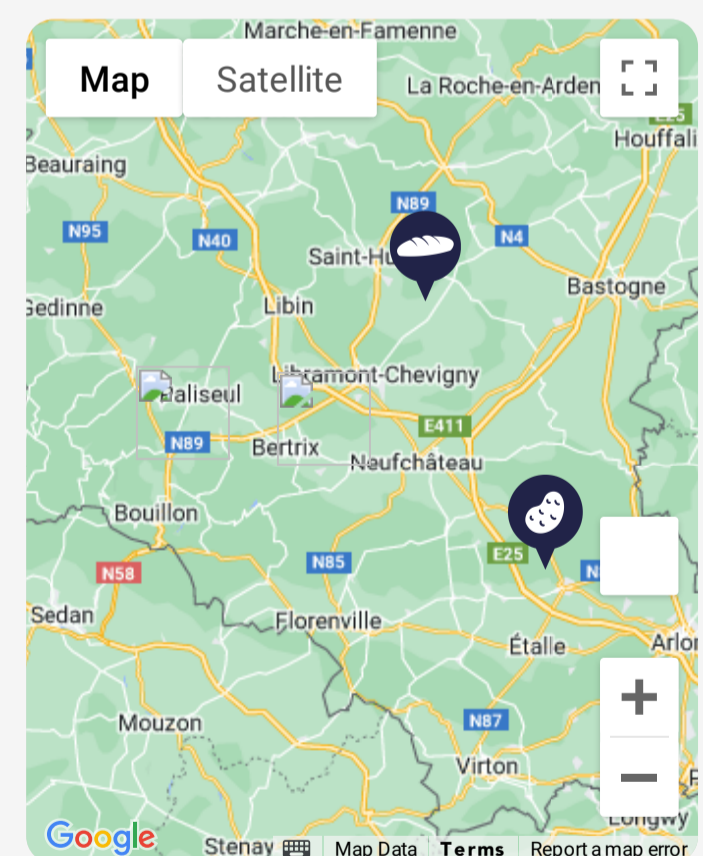 Marche-en-Famenne
Map
Satellite
La Roche-en-Arden
E25
Houffali
Beauraing
N89
N95
N40
N4
Saint-Hu
Bastogne
Gedinne
Libin
Libramont-Chevigny
Paliseul
E411
N89
Bertrix
Neufchâteau
Bouillon
E25
N85
N
N58
Sedan
Florenville
Étalle
Arlon
N87
Mouzon
Virton
Longwy
Google
Stenay
Map Data
Terms
Report a map error